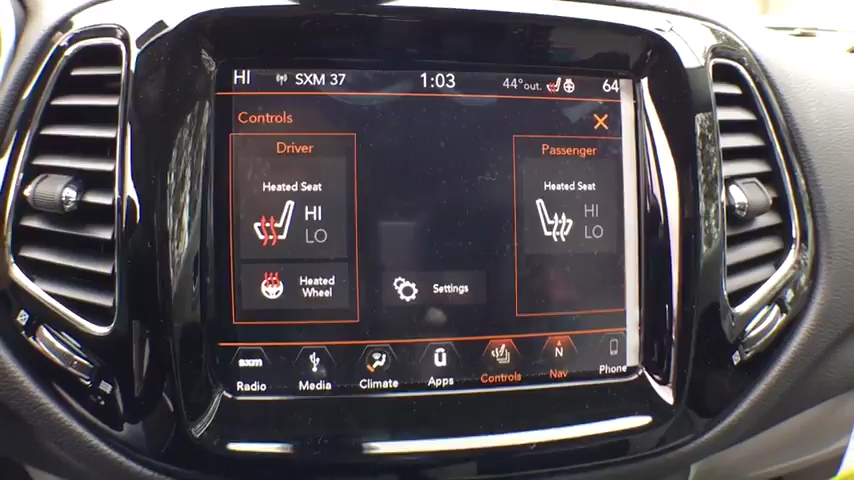 HI SXM 37 1:03 44°out. 64
Controls
Driver
Passenger
Heated Seat
HI
LO
Heated Seat
HI
LO
Heated
Wheel
Settings
sxm
N
Radio Media Climate Apps Controls Nav Phone